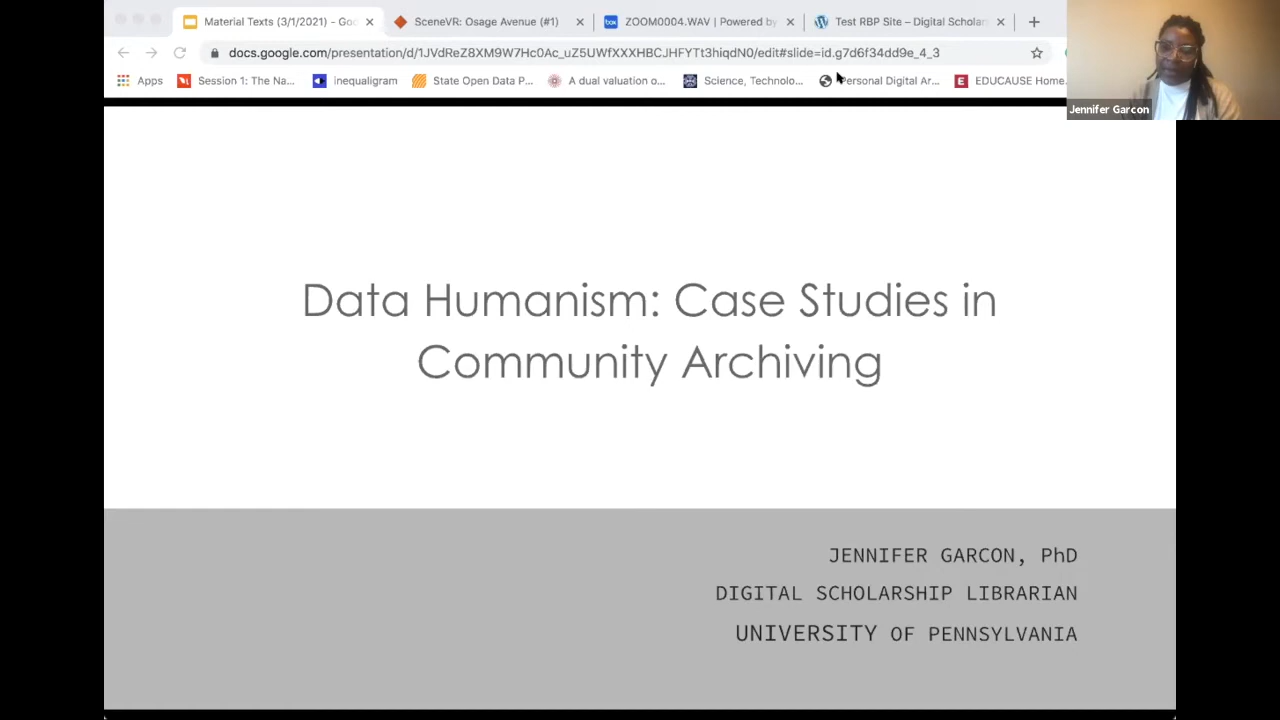 Material Texts (3/1/2021) - Goo
SceneVR: Osage Avenue (#1)
box
ZOOM0004.WAV | Powered by
Test RBP Site – Digital Scholars
docs.google.com/presentation/d/1JVdReZ8XM9W7Hc0Ac_uZ5UWfXXXHBCJHFYTt3hiqdN0/edit#slide=id.g7d6f34dd9e_4_3
Apps
Session 1: The Na...
inequaligram
State Open Data P...
A dual valuation o...
Science, Technolo...
Personal Digital Ar...
E
EDUCAUSE Home.
Jennifer Garcon
Data Humanism: Case Studies in
Community Archiving
JENNIFER GARCON, PhD
DIGITAL SCHOLARSHIP LIBRARIAN
UNIVERSITY OF PENNSYLVANIA